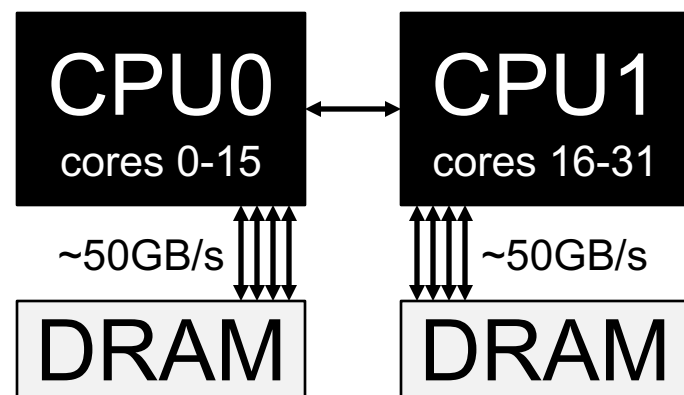 CPU0
cores 0-15
CPU1
cores 16-31
~50GB/s
~50GB/s
DRAM
DRAM